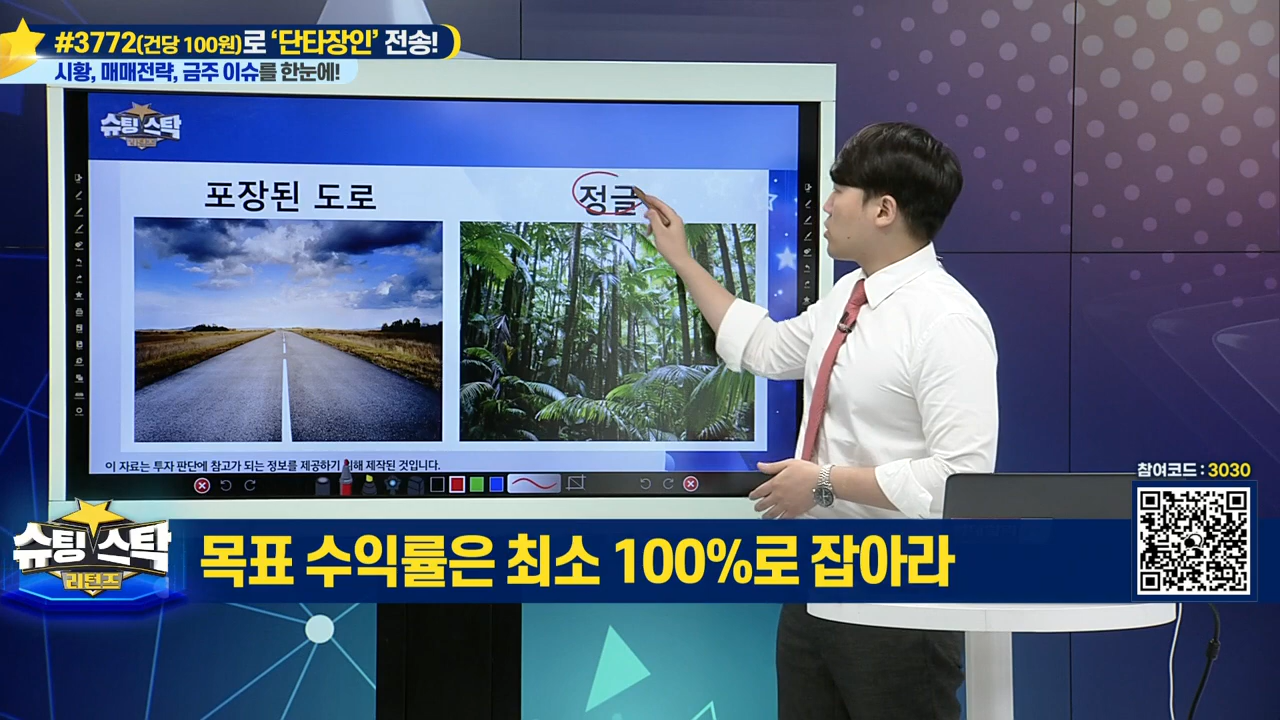 #3772(건당 100원)로 ‘단타장인’ 전송!
시황, 매매전략, 금주 이슈를 한눈에!
슈팅 스탁
리턴즈
포장된 도로
정글
이 자료는 투자 판단에 참고가 되는 정보를 제공하기 위해 제작된 것입니다.
참여코드 : 3030
슈팅 스탁
리턴즈
목표 수익률은 최소 100%로 잡아라